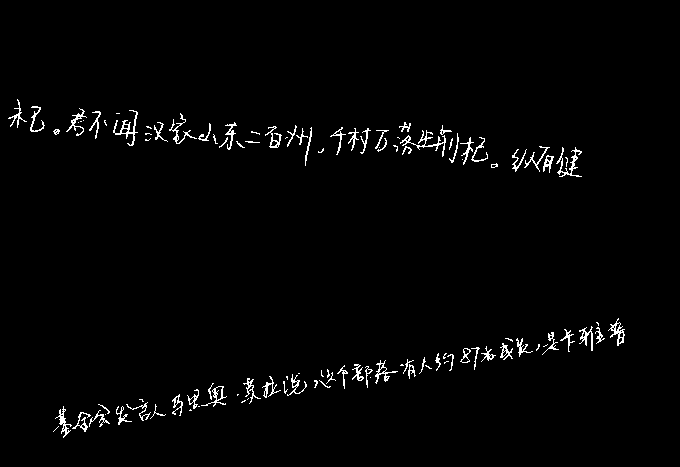 未已。君不闻汉家山东二百州,千村万落生荆杞。纵有健
基金会发言人马里奥·莫拉说,这个部落有大约87名成员,是卡雅普